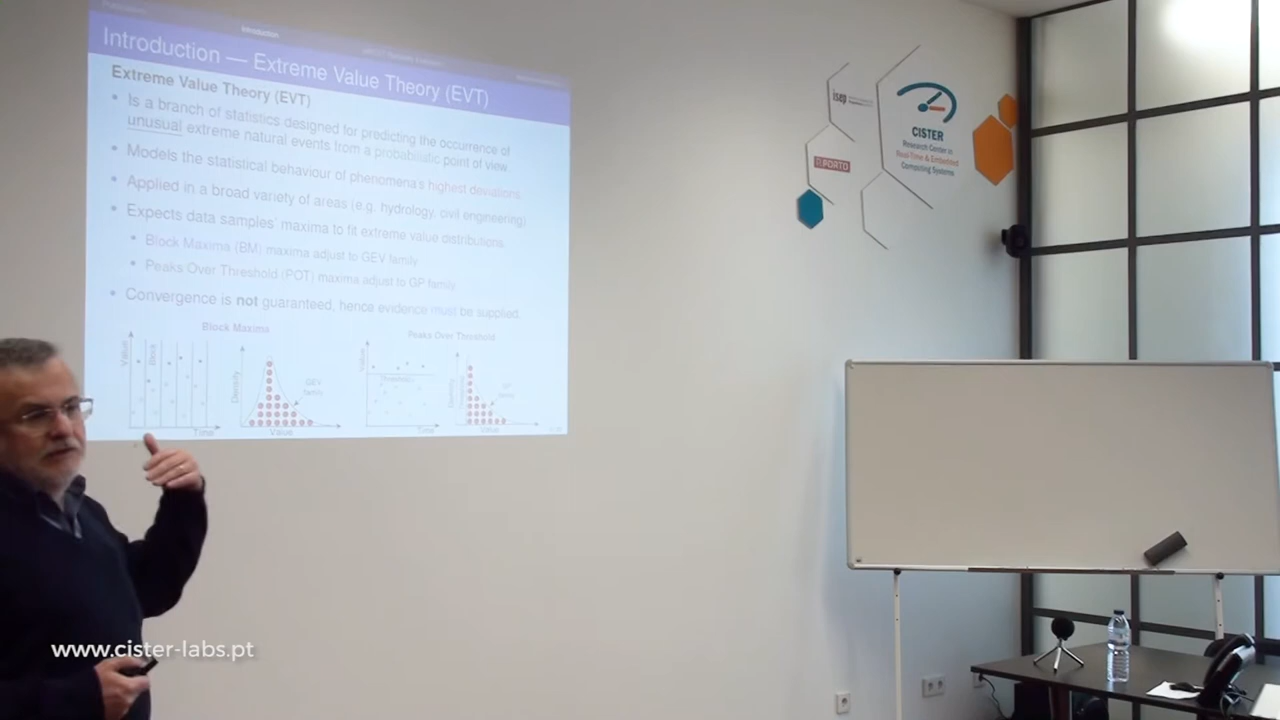 Introduction
Introduction — Extreme Value Theory (EVT)
Extreme Value Theory (EVT)
• Is a branch of statistics designed for predicting the occurrence of
unusual extreme natural events from a probabilistic point of view.
• Models the statistical behaviour of phenomena's highest deviations.
• Applied in a broad variety of areas (e.g. hydrology, civil engineering)
• Expects data samples' maxima to fit extreme value distributions.
• Block Maxima (BM) maxima adjust to GEV family
• Peaks Over Threshold (POT) maxima adjust to GP family
• Convergence is not guaranteed, hence evidence must be supplied.
Block Maxima
Value
Block
Time
Density
GEV
family
Value
Peaks Over Threshold
Value
Threshold
Time
Density
GP
family
Value
isep
P.PORTO
CISTER
Research Center in
Real-Time & Embedded
Computing Systems
www.cister-labs.pt